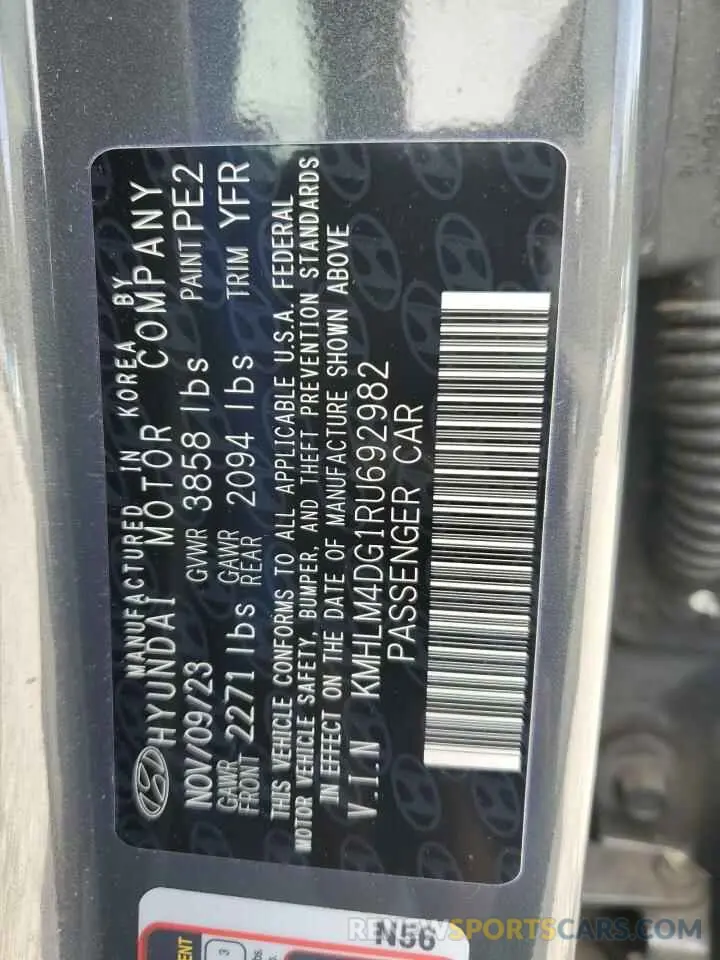 MANUFACTURED IN KOREA BY
HYUNDAI MOTOR COMPANY
NOV/09/23 GVWR 3858 lbs PAINT PE2
GAWR FRONT 2271 lbs GAWR REAR 2094 lbs TRIM YFR
THIS VEHICLE CONFORMS TO ALL APPLICABLE U.S.A. FEDERAL
MOTOR VEHICLE SAFETY, BUMPER, AND THEFT PREVENTION STANDARDS
IN EFFECT ON THE DATE OF MANUFACTURE SHOWN ABOVE
V.I.N KMHLM4DG1RU692982
PASSENGER CAR
N56
3
REVIEWSPORTSCARS.COM